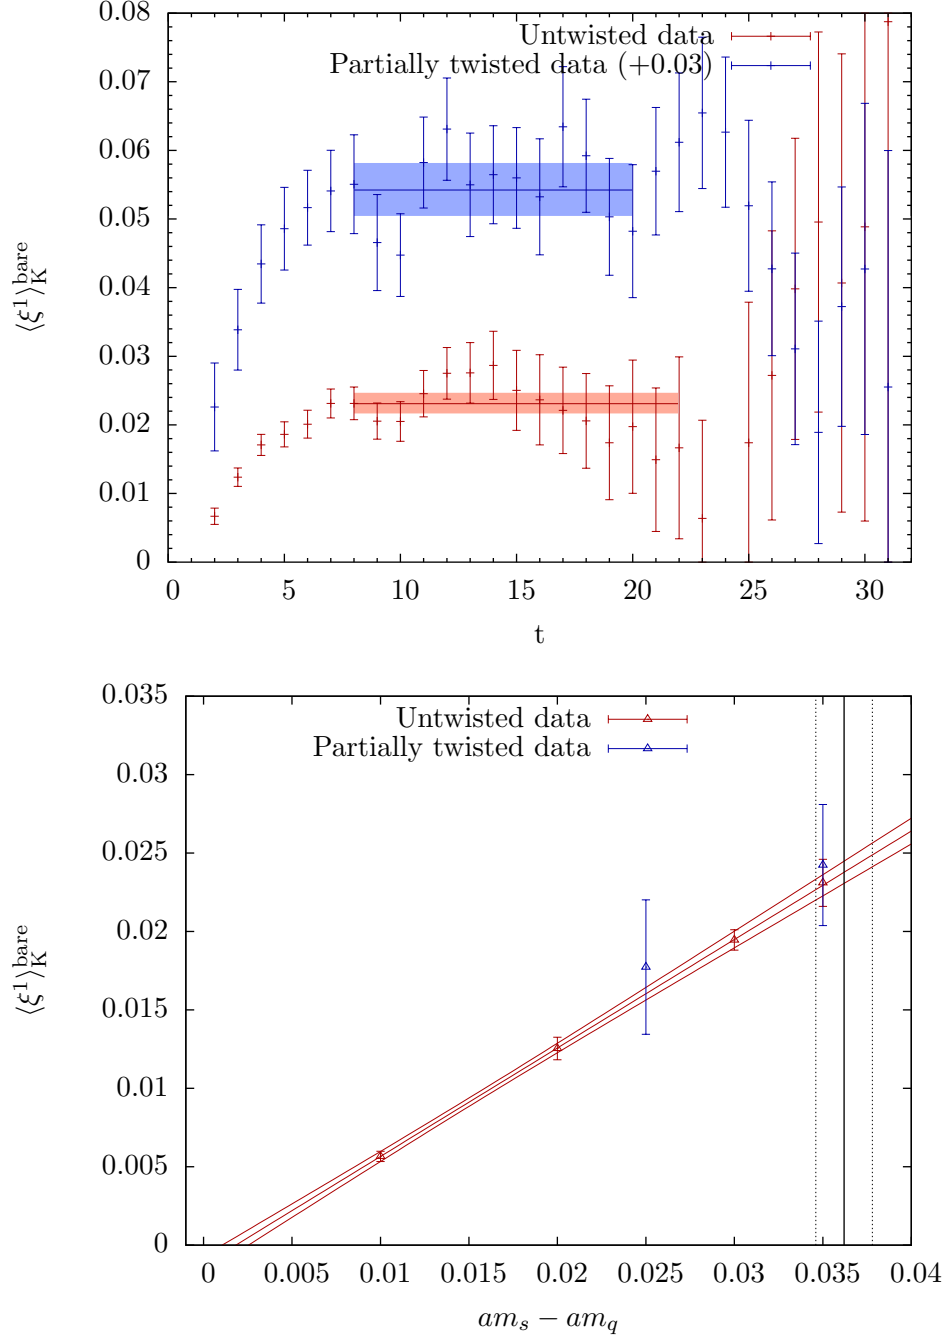 Untwisted data
Partially twisted data (+0.03)
0.08
0.07
0.06
0.05
0.04
0.03
0.02
0.01
0
⟨ξ¹⟩ᵇᵃʳᵉ_K
0 5 10 15 20 25 30
t
Untwisted data
Partially twisted data
0.035
0.03
0.025
0.02
0.015
0.01
0.005
0
⟨ξ¹⟩ᵇᵃʳᵉ_K
0 0.005 0.01 0.015 0.02 0.025 0.03 0.035 0.04
amₛ − am_q